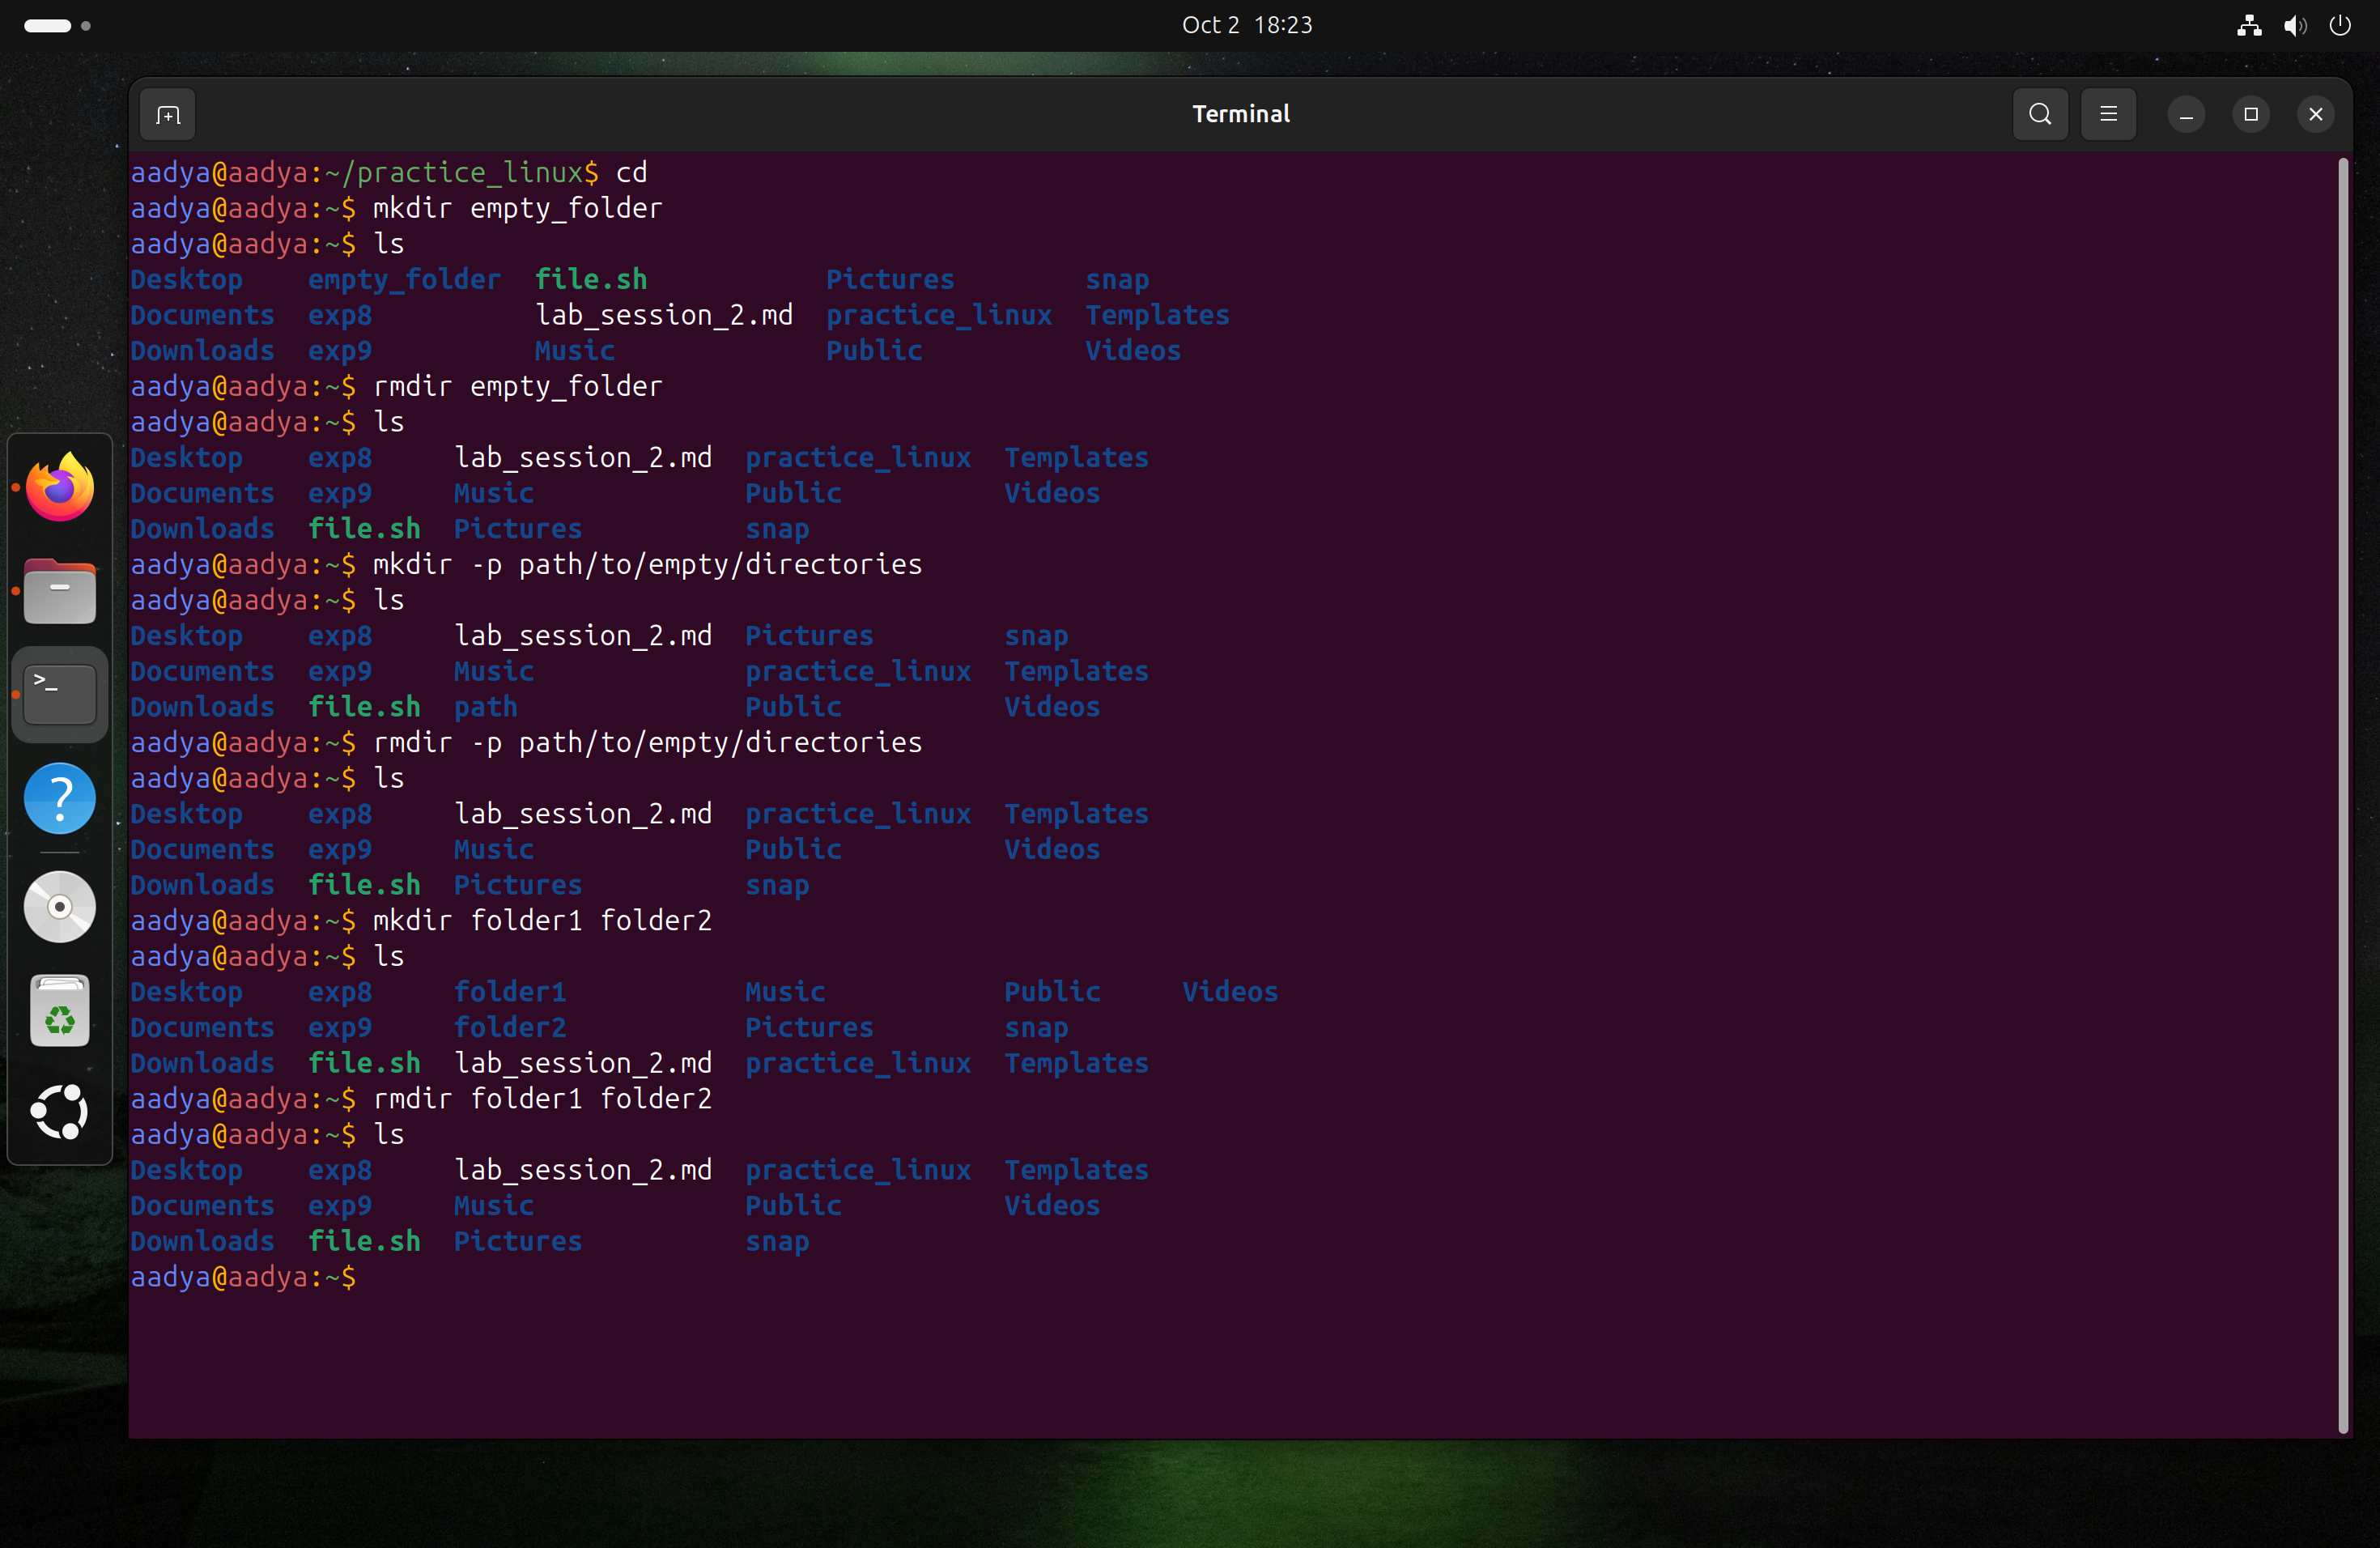 Oct 2  18:23
Terminal
aadya@aadya:~/practice_linux$ cd
aadya@aadya:~$ mkdir empty_folder
aadya@aadya:~$ ls
Desktop    empty_folder  file.sh           Pictures        snap
Documents  exp8          lab_session_2.md  practice_linux  Templates
Downloads  exp9          Music             Public          Videos
aadya@aadya:~$ rmdir empty_folder
aadya@aadya:~$ ls
Desktop    exp8     lab_session_2.md  practice_linux  Templates
Documents  exp9     Music             Public          Videos
Downloads  file.sh  Pictures          snap
aadya@aadya:~$ mkdir -p path/to/empty/directories
aadya@aadya:~$ ls
Desktop    exp8     lab_session_2.md  Pictures        snap
Documents  exp9     Music             practice_linux  Templates
Downloads  file.sh  path              Public          Videos
aadya@aadya:~$ rmdir -p path/to/empty/directories
aadya@aadya:~$ ls
Desktop    exp8     lab_session_2.md  practice_linux  Templates
Documents  exp9     Music             Public          Videos
Downloads  file.sh  Pictures          snap
aadya@aadya:~$ mkdir folder1 folder2
aadya@aadya:~$ ls
Desktop    exp8     folder1           Music           Public     Videos
Documents  exp9     folder2           Pictures        snap
Downloads  file.sh  lab_session_2.md  practice_linux  Templates
aadya@aadya:~$ rmdir folder1 folder2
aadya@aadya:~$ ls
Desktop    exp8     lab_session_2.md  practice_linux  Templates
Documents  exp9     Music             Public          Videos
Downloads  file.sh  Pictures          snap
aadya@aadya:~$